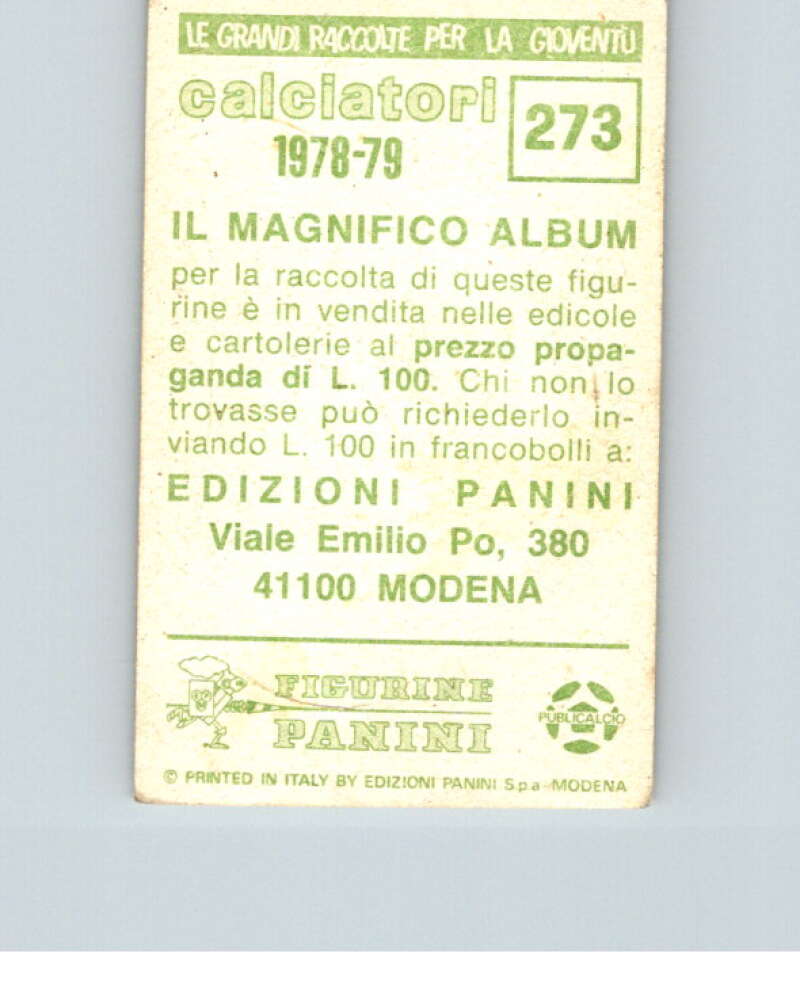 LE GRANDI RACCOLTE PER LA GIOVENTÙ
calciatori
1978-79
273
IL MAGNIFICO ALBUM
per la raccolta di queste figu-
rine è in vendita nelle edicole
e cartolerie al prezzo propa-
ganda di L. 100. Chi non lo
trovasse può richiederlo in-
viando L. 100 in francobolli a:
EDIZIONI PANINI
Viale Emilio Po, 380
41100 MODENA
FIGURINE
PANINI
PUBLICALCIO
© PRINTED IN ITALY BY EDIZIONI PANINI S.p.a-MODENA